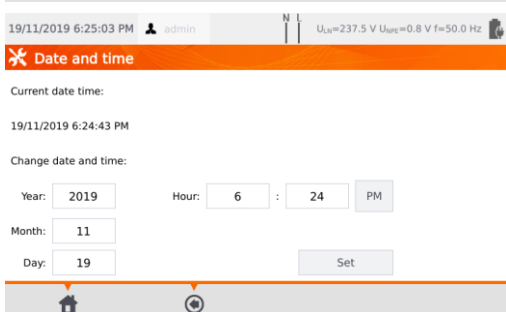 19/11/2019 6:25:03 PM admin N L U_LN=237.5 V U_NPE=0.8 V f=50.0 Hz
Date and time
Current date time:
19/11/2019 6:24:43 PM
Change date and time:
Year: 2019 Hour: 6 : 24 PM
Month: 11
Day: 19 Set